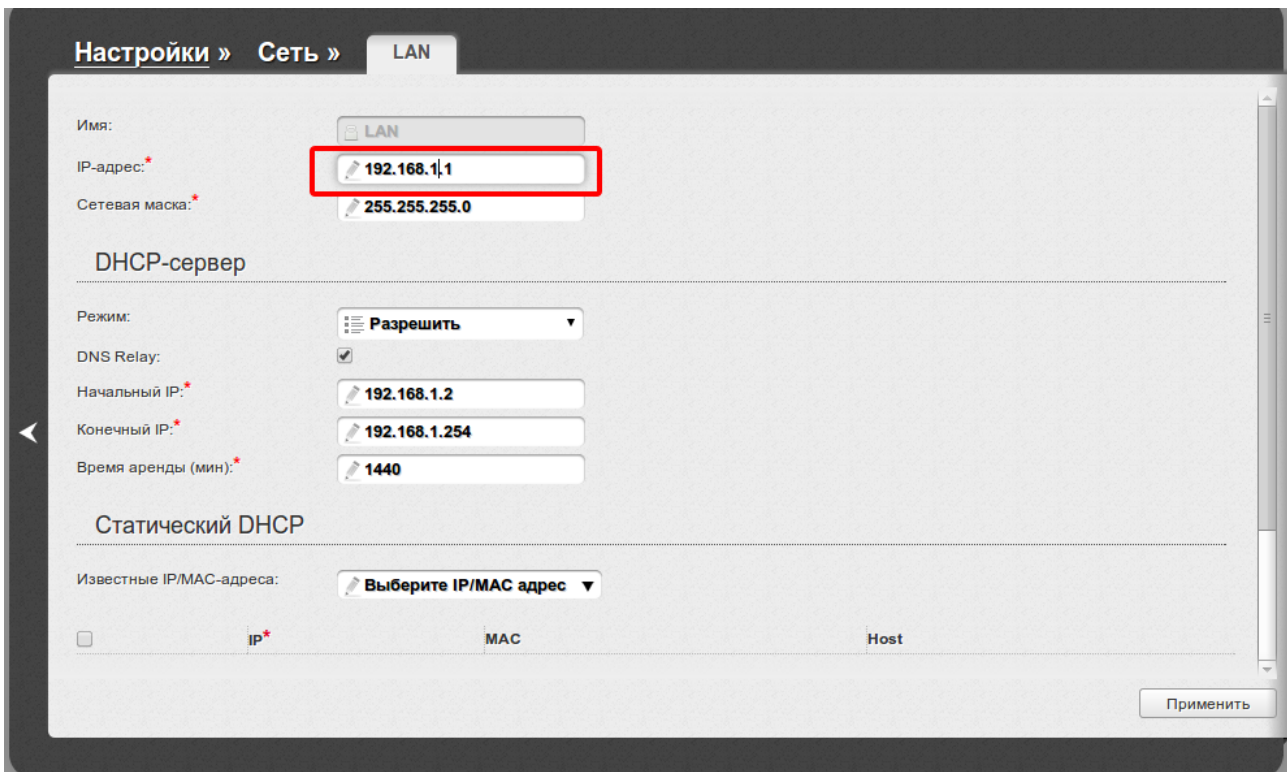 Настройки » Сеть » LAN
Имя: LAN
IP-адрес:* 192.168.1.1
Сетевая маска:* 255.255.255.0
DHCP-сервер
Режим: Разрешить
DNS Relay:
Начальный IP:* 192.168.1.2
Конечный IP:* 192.168.1.254
Время аренды (мин):* 1440
Статический DHCP
Известные IP/MAC-адреса: Выберите IP/MAC адрес
IP* MAC Host
Применить